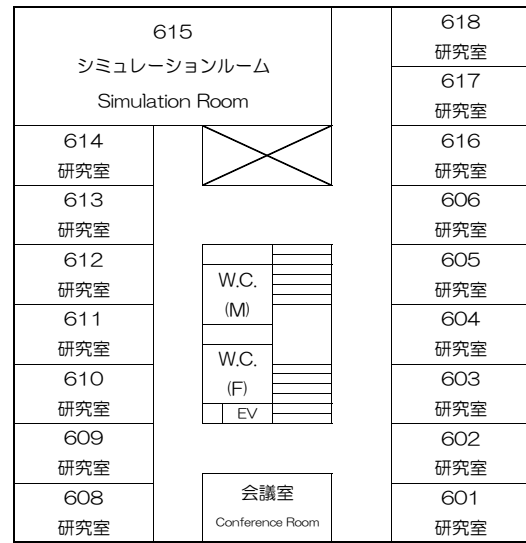 615
シミュレーションルーム
Simulation Room
618
研究室
617
研究室
614
研究室
616
研究室
613
研究室
606
研究室
612
研究室
W.C.
(M)
605
研究室
611
研究室
604
研究室
610
研究室
W.C.
(F)
EV
603
研究室
609
研究室
602
研究室
608
研究室
会議室
Conference Room
601
研究室